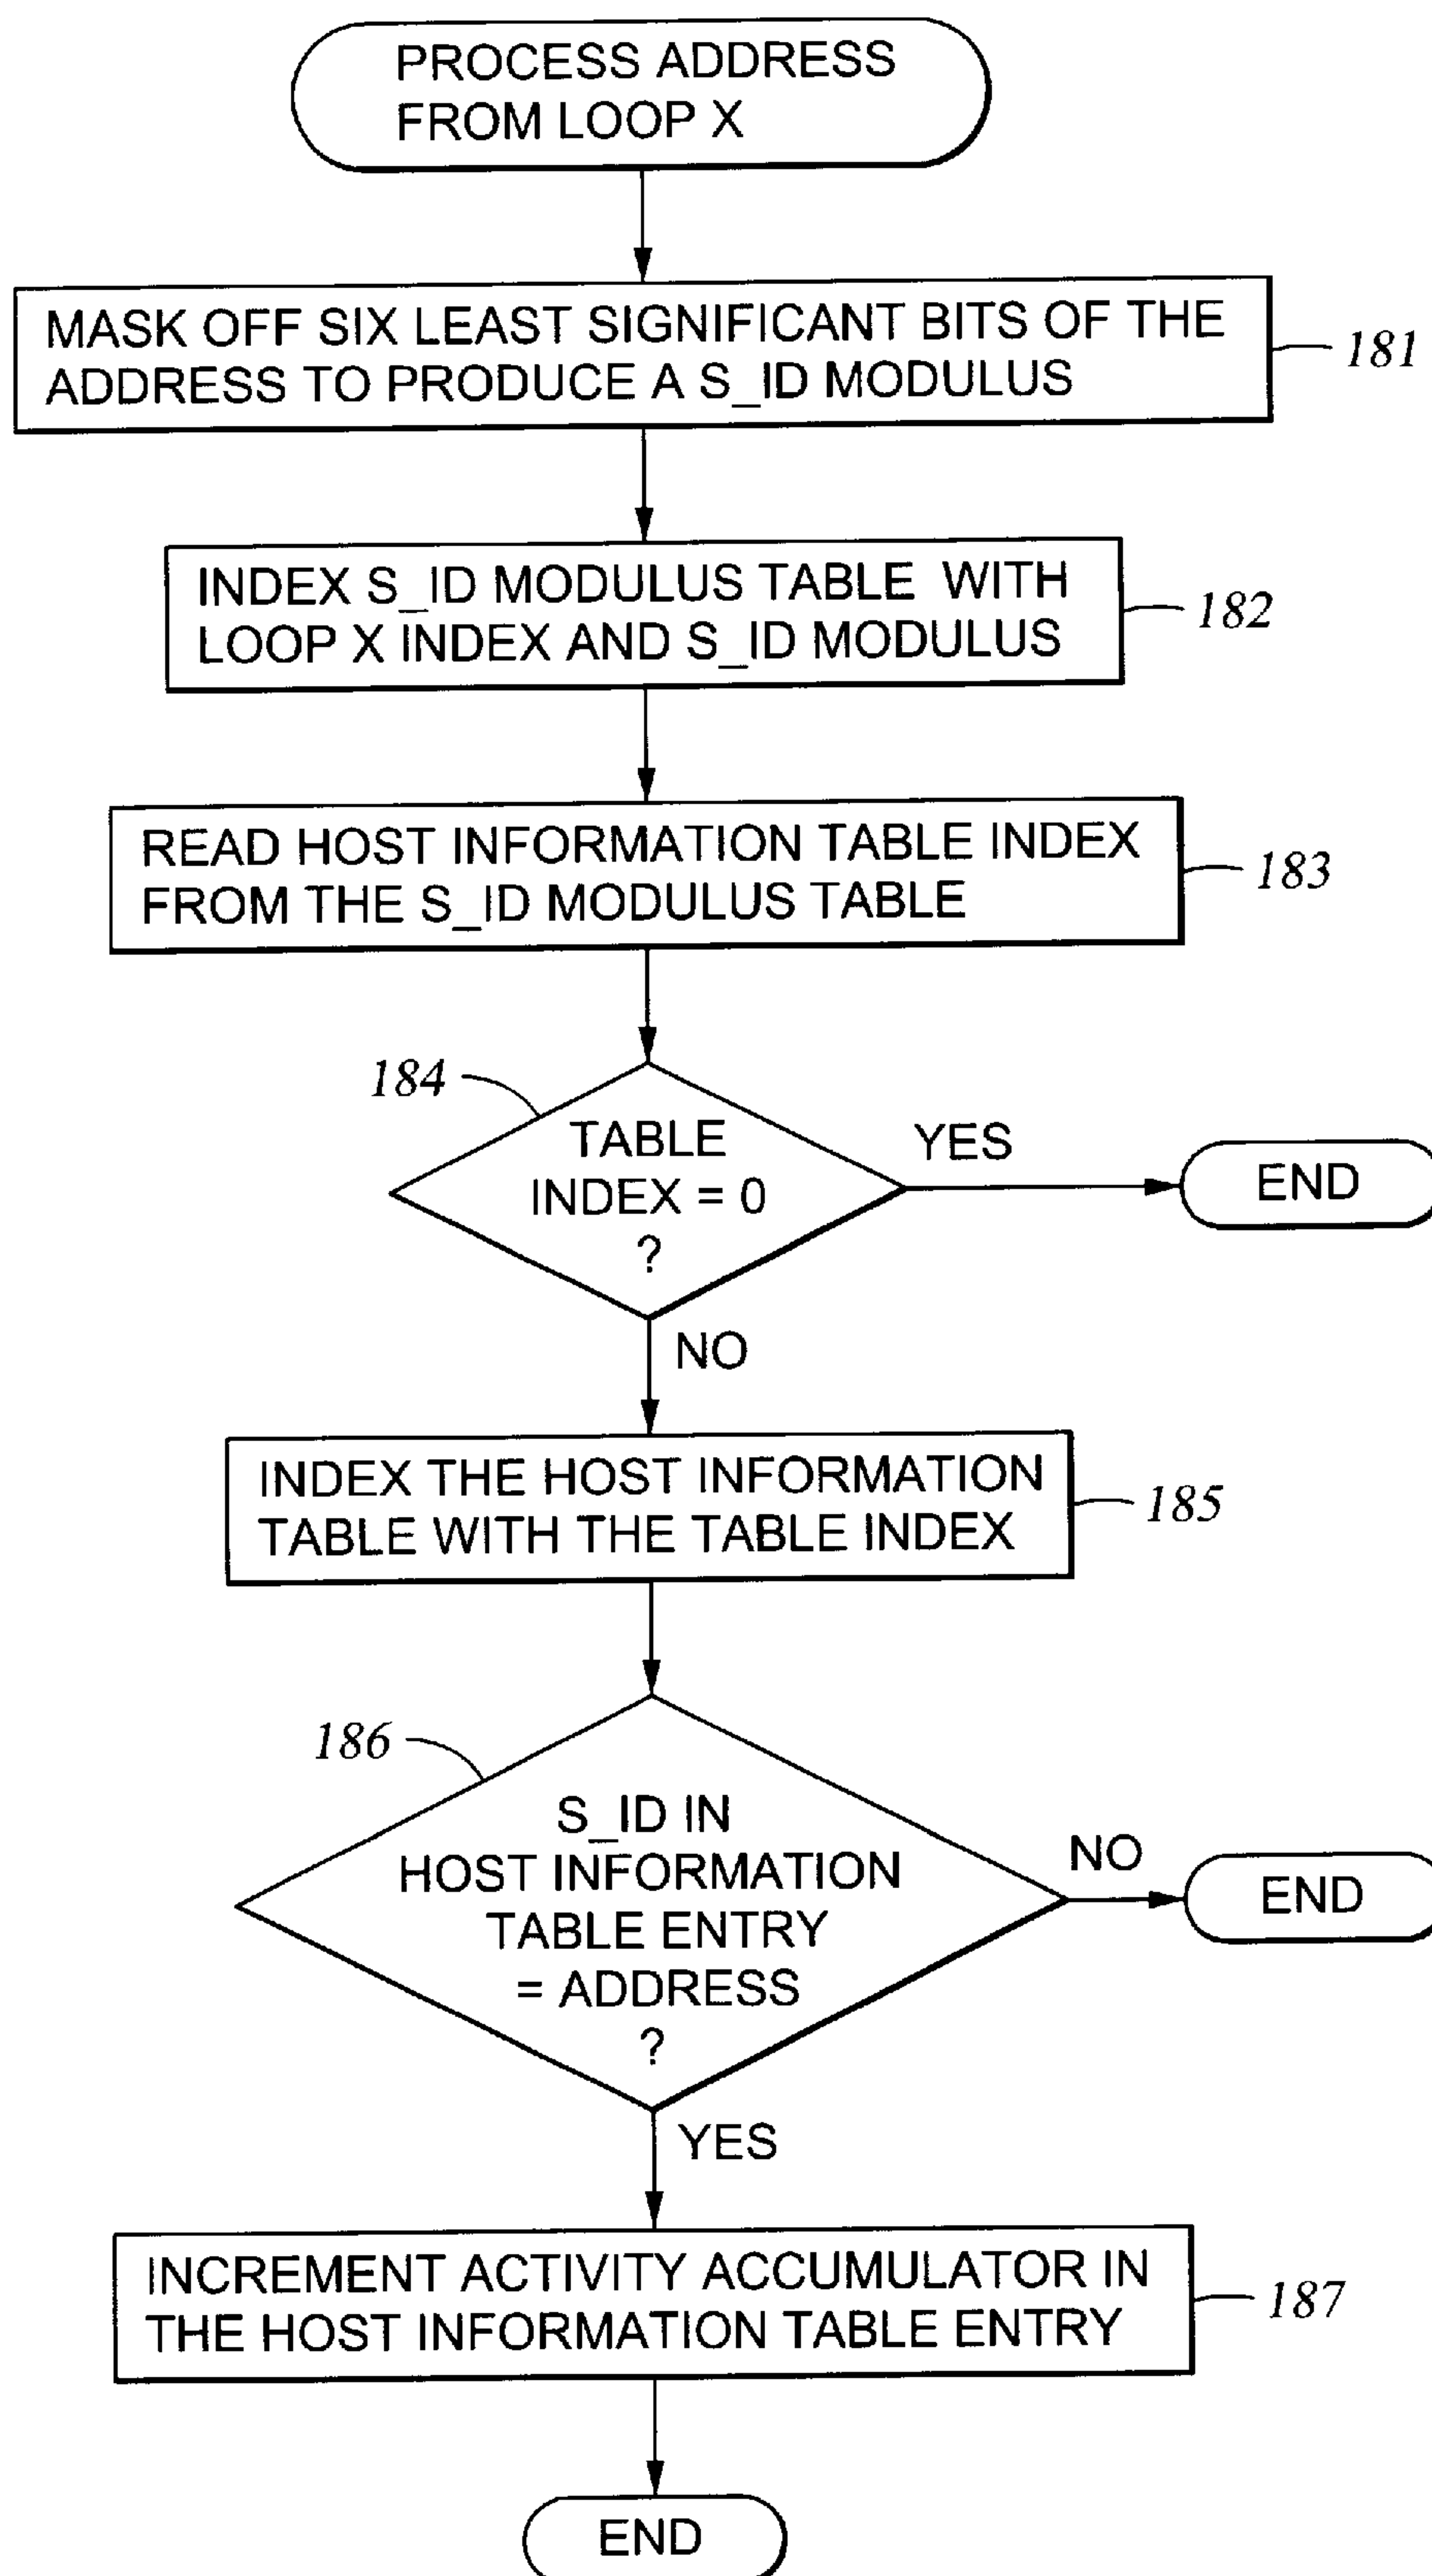 PROCESS ADDRESS
FROM LOOP X
MASK OFF SIX LEAST SIGNIFICANT BITS OF THE
ADDRESS TO PRODUCE A S_ID MODULUS
181
INDEX S_ID MODULUS TABLE WITH
LOOP X INDEX AND S_ID MODULUS
182
READ HOST INFORMATION TABLE INDEX
FROM THE S_ID MODULUS TABLE
183
184
TABLE
INDEX = 0
?
YES
END
NO
INDEX THE HOST INFORMATION
TABLE WITH THE TABLE INDEX
185
186
S_ID IN
HOST INFORMATION
TABLE ENTRY
= ADDRESS
?
NO
END
YES
INCREMENT ACTIVITY ACCUMULATOR IN
THE HOST INFORMATION TABLE ENTRY
187
END